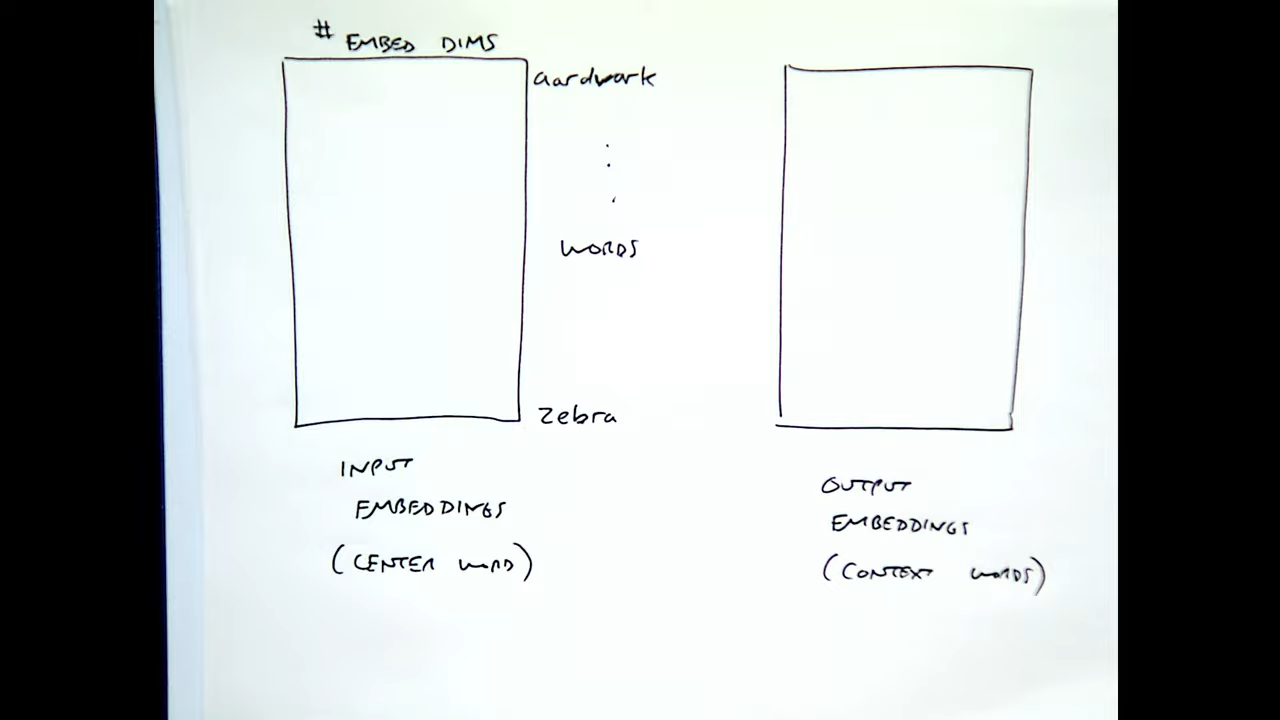 # EMBED DIMS
aardvark
WORDS
zebra
INPUT
EMBEDDINGS
(CENTER WORD)
OUTPUT
EMBEDDINGS
(CONTEXT WORDS)